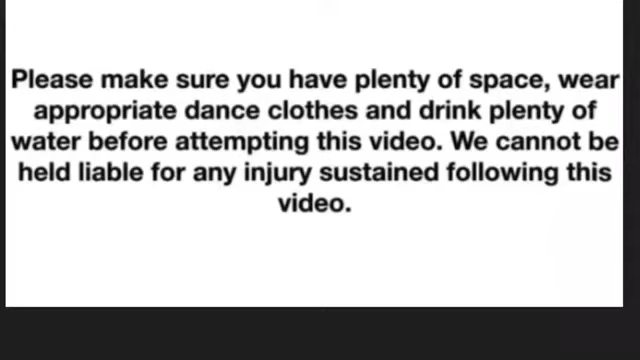 Please make sure you have plenty of space, wear
appropriate dance clothes and drink plenty of
water before attempting this video. We cannot be
held liable for any injury sustained following this
video.